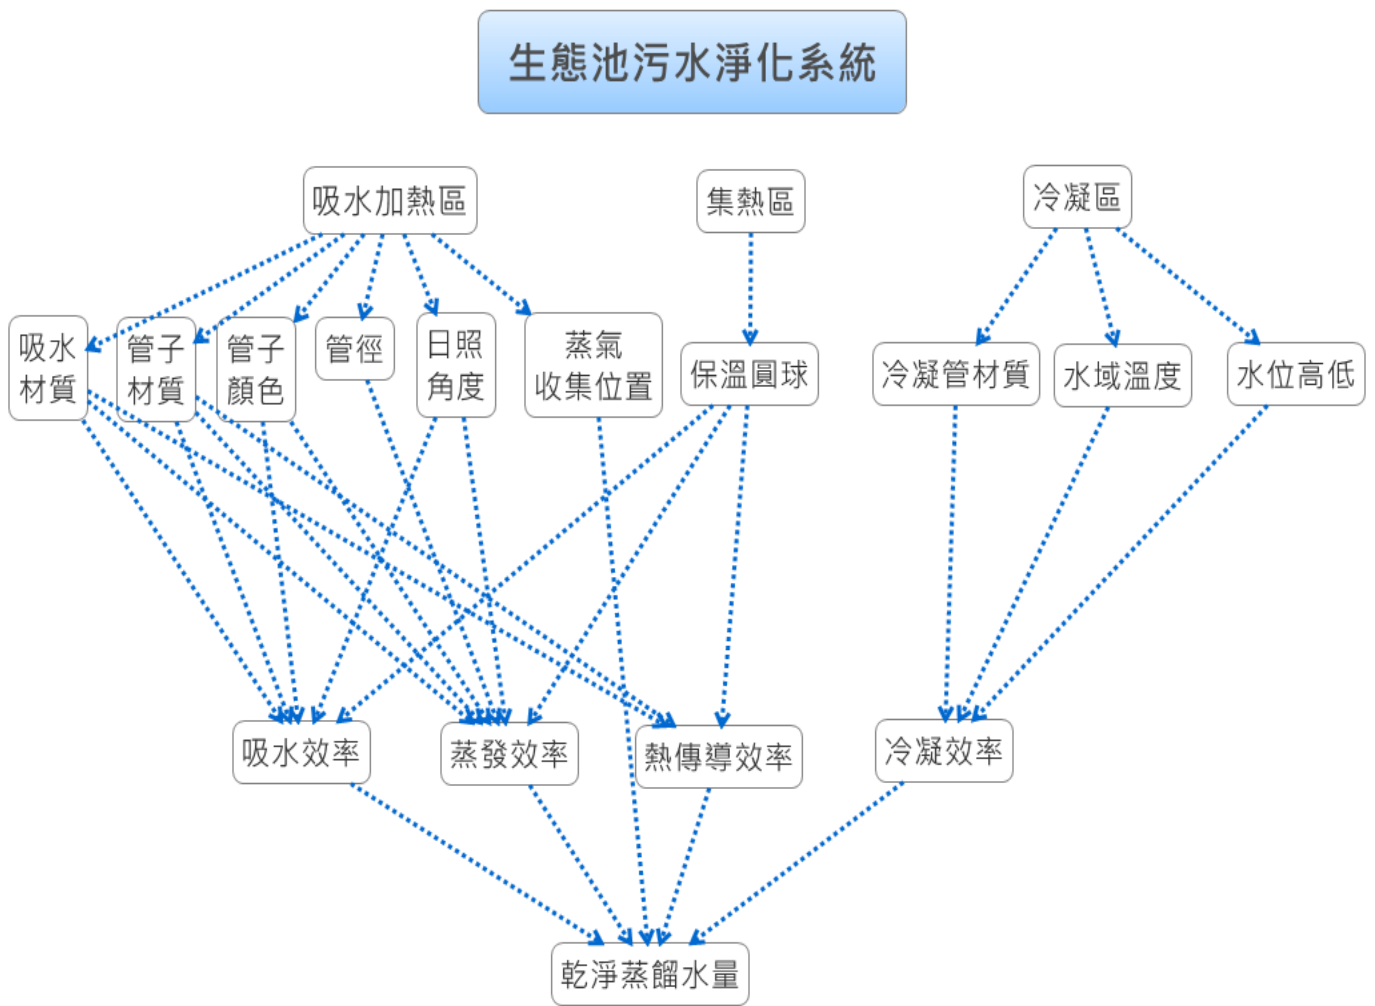 生態池污水淨化系統
吸水加熱區
集熱區
冷凝區
吸水
材質
管子
材質
管子
顏色
管徑
日照
角度
蒸氣
收集位置
保溫圓球
冷凝管材質
水域溫度
水位高低
吸水效率
蒸發效率
熱傳導效率
冷凝效率
乾淨蒸餾水量